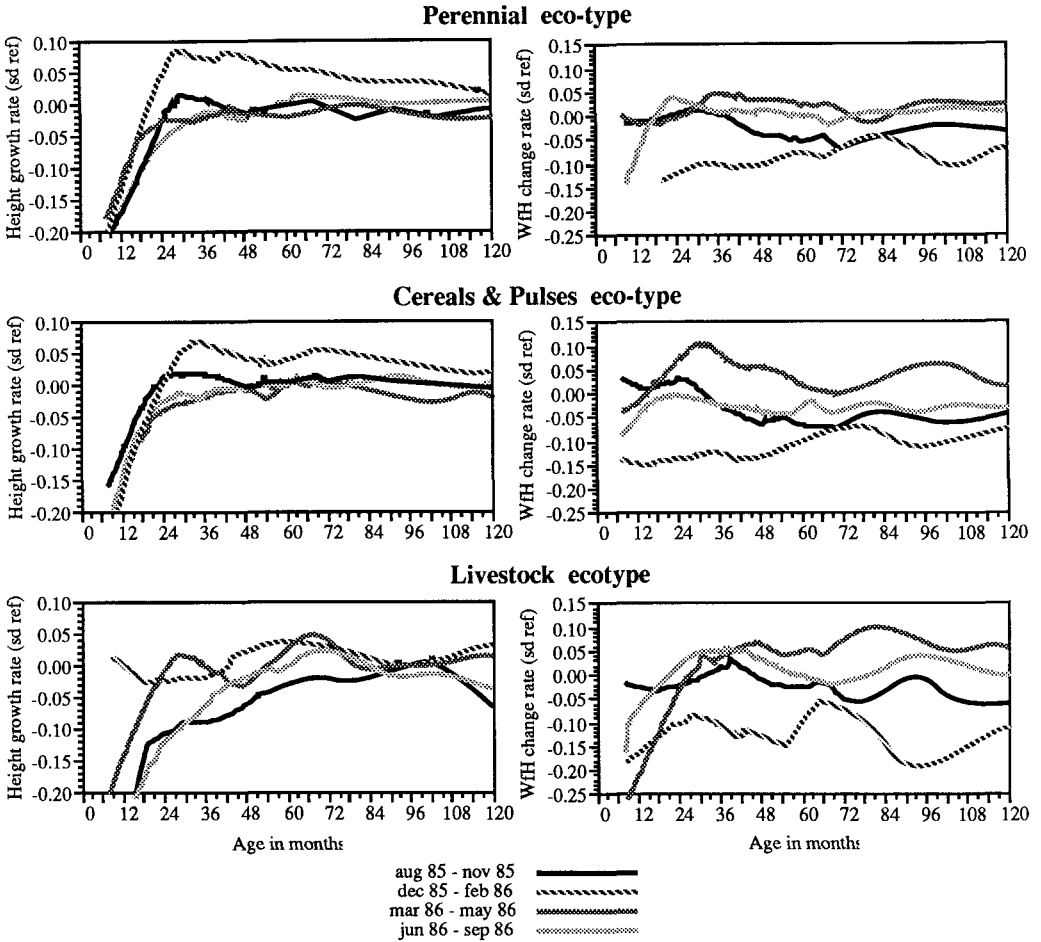 Perennial eco-type
Height growth rate (sd ref)
0.10
0.05
0.00
-0.05
-0.10
-0.15
-0.20
0 12 24 36 48 60 72 84 96 108 120
WfH change rate (sd ref)
0.15
0.10
0.05
0.00
-0.05
-0.10
-0.15
-0.20
-0.25
0 12 24 36 48 60 72 84 96 108 120
Cereals & Pulses eco-type
Height growth rate (sd ref)
0.10
0.05
0.00
-0.05
-0.10
-0.15
-0.20
0 12 24 36 48 60 72 84 96 108 120
WfH change rate (sd ref)
0.15
0.10
0.05
0.00
-0.05
-0.10
-0.15
-0.20
-0.25
0 12 24 36 48 60 72 84 96 108 120
Livestock ecotype
Height growth rate (sd ref)
0.10
0.05
0.00
-0.05
-0.10
-0.15
-0.20
0 12 24 36 48 60 72 84 96 108 120
Age in months
WfH change rate (sd ref)
0.15
0.10
0.05
0.00
-0.05
-0.10
-0.15
-0.20
-0.25
0 12 24 36 48 60 72 84 96 108 120
Age in months
aug 85 - nov 85
dec 85 - feb 86
mar 86 - may 86
jun 86 - sep 86